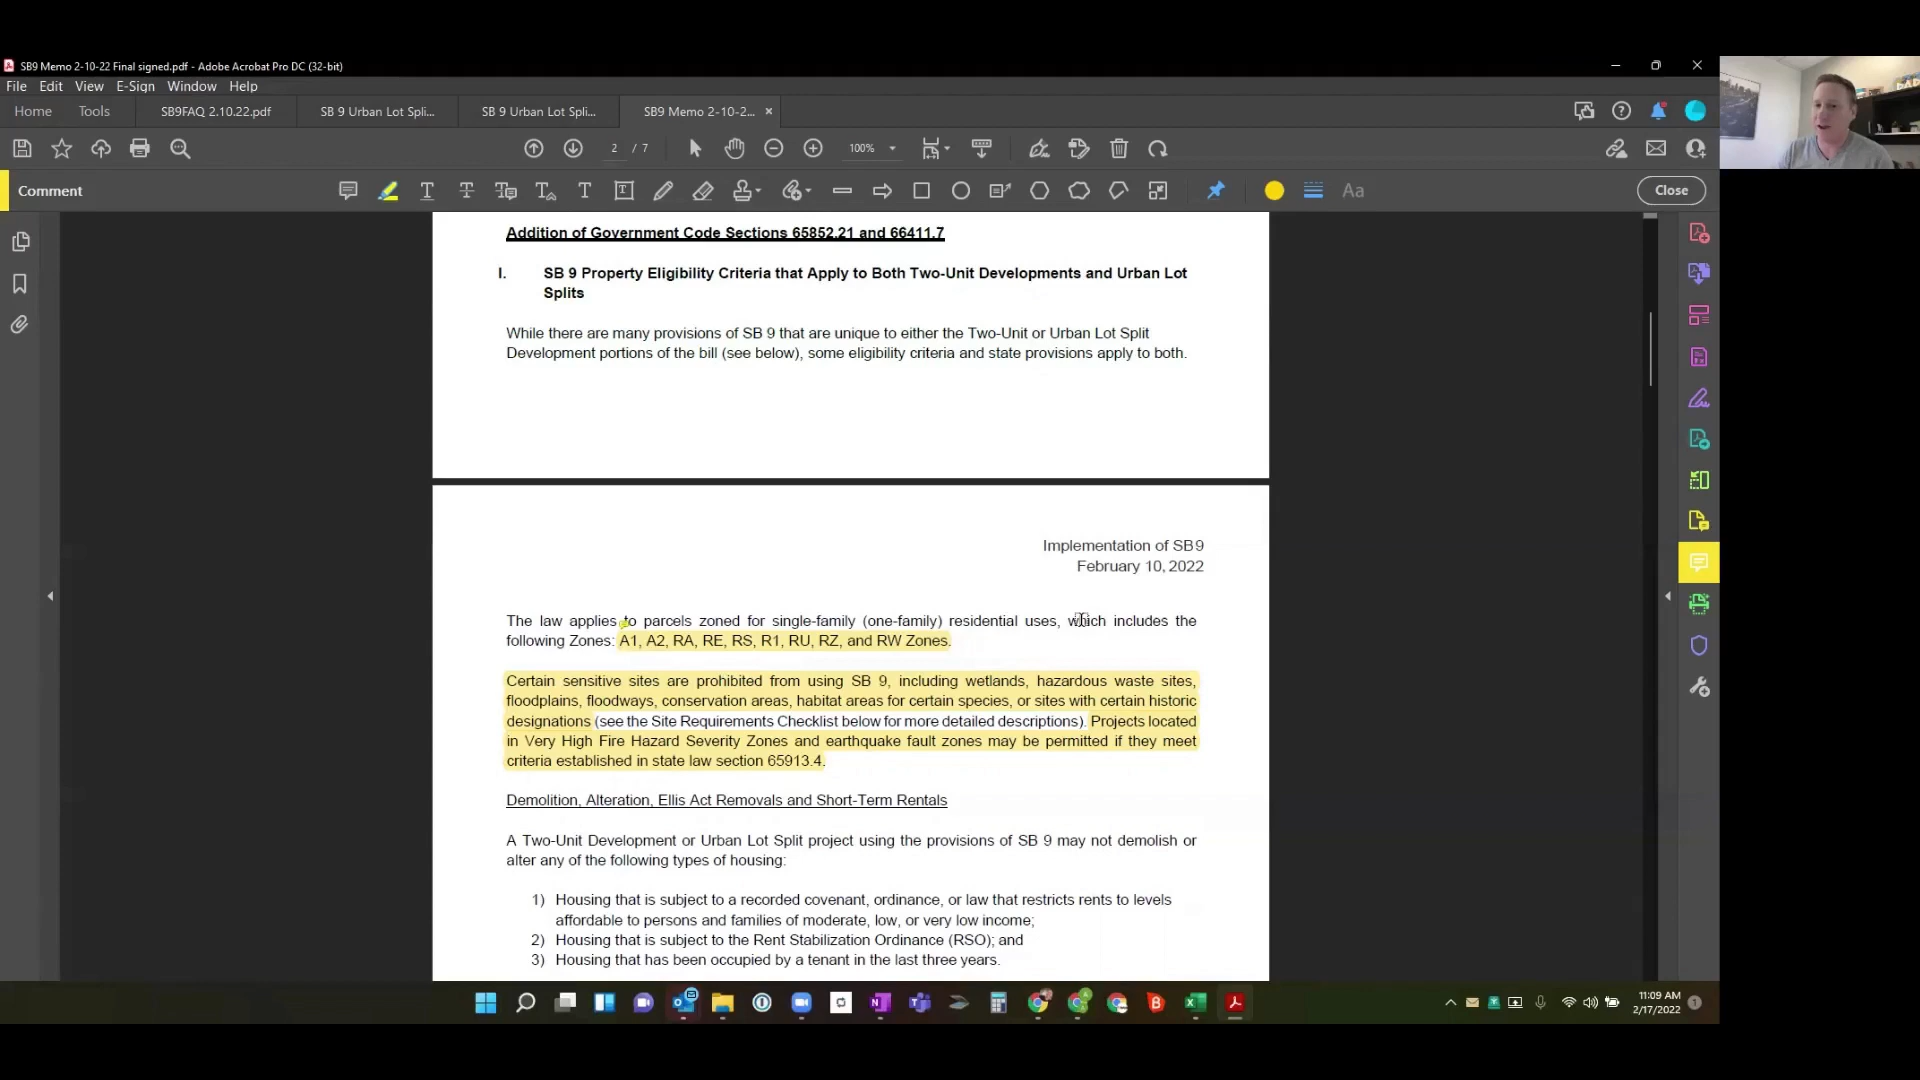 SB9 Memo 2-10-22 Final signed.pdf - Adobe Acrobat Pro DC (32-bit)
File Edit View E-Sign Window Help
Home Tools SB9FAQ 2.10.22.pdf SB 9 Urban Lot Spli... SB 9 Urban Lot Spli... SB9 Memo 2-10-2... ×
2 / 7 100%
Comment Aa Close
Addition of Government Code Sections 65852.21 and 66411.7
I. SB 9 Property Eligibility Criteria that Apply to Both Two-Unit Developments and Urban Lot
Splits
While there are many provisions of SB 9 that are unique to either the Two-Unit or Urban Lot Split
Development portions of the bill (see below), some eligibility criteria and state provisions apply to both.
Implementation of SB9
February 10, 2022
The law applies to parcels zoned for single-family (one-family) residential uses, which includes the
following Zones: A1, A2, RA, RE, RS, R1, RU, RZ, and RW Zones.
Certain sensitive sites are prohibited from using SB 9, including wetlands, hazardous waste sites,
floodplains, floodways, conservation areas, habitat areas for certain species, or sites with certain historic
designations (see the Site Requirements Checklist below for more detailed descriptions). Projects located
in Very High Fire Hazard Severity Zones and earthquake fault zones may be permitted if they meet
criteria established in state law section 65913.4.
Demolition, Alteration, Ellis Act Removals and Short-Term Rentals
A Two-Unit Development or Urban Lot Split project using the provisions of SB 9 may not demolish or
alter any of the following types of housing:
1) Housing that is subject to a recorded covenant, ordinance, or law that restricts rents to levels
affordable to persons and families of moderate, low, or very low income;
2) Housing that is subject to the Rent Stabilization Ordinance (RSO); and
3) Housing that has been occupied by a tenant in the last three years.
11:09 AM
2/17/2022
1